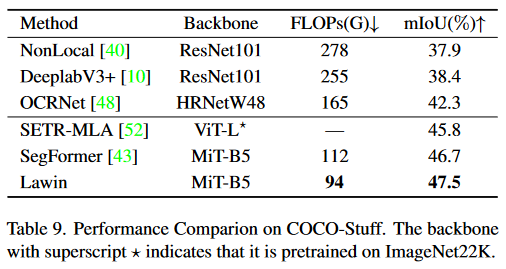 Method Backbone FLOPs(G)↓ mIoU(%)↑
NonLocal [40] ResNet101 278 37.9
DeeplabV3+ [10] ResNet101 255 38.4
OCRNet [48] HRNetW48 165 42.3
SETR-MLA [52] ViT-L* — 45.8
SegFormer [43] MiT-B5 112 46.7
Lawin MiT-B5 94 47.5
Table 9. Performance Comparion on COCO-Stuff. The backbone
with superscript ⋆ indicates that it is pretrained on ImageNet22K.